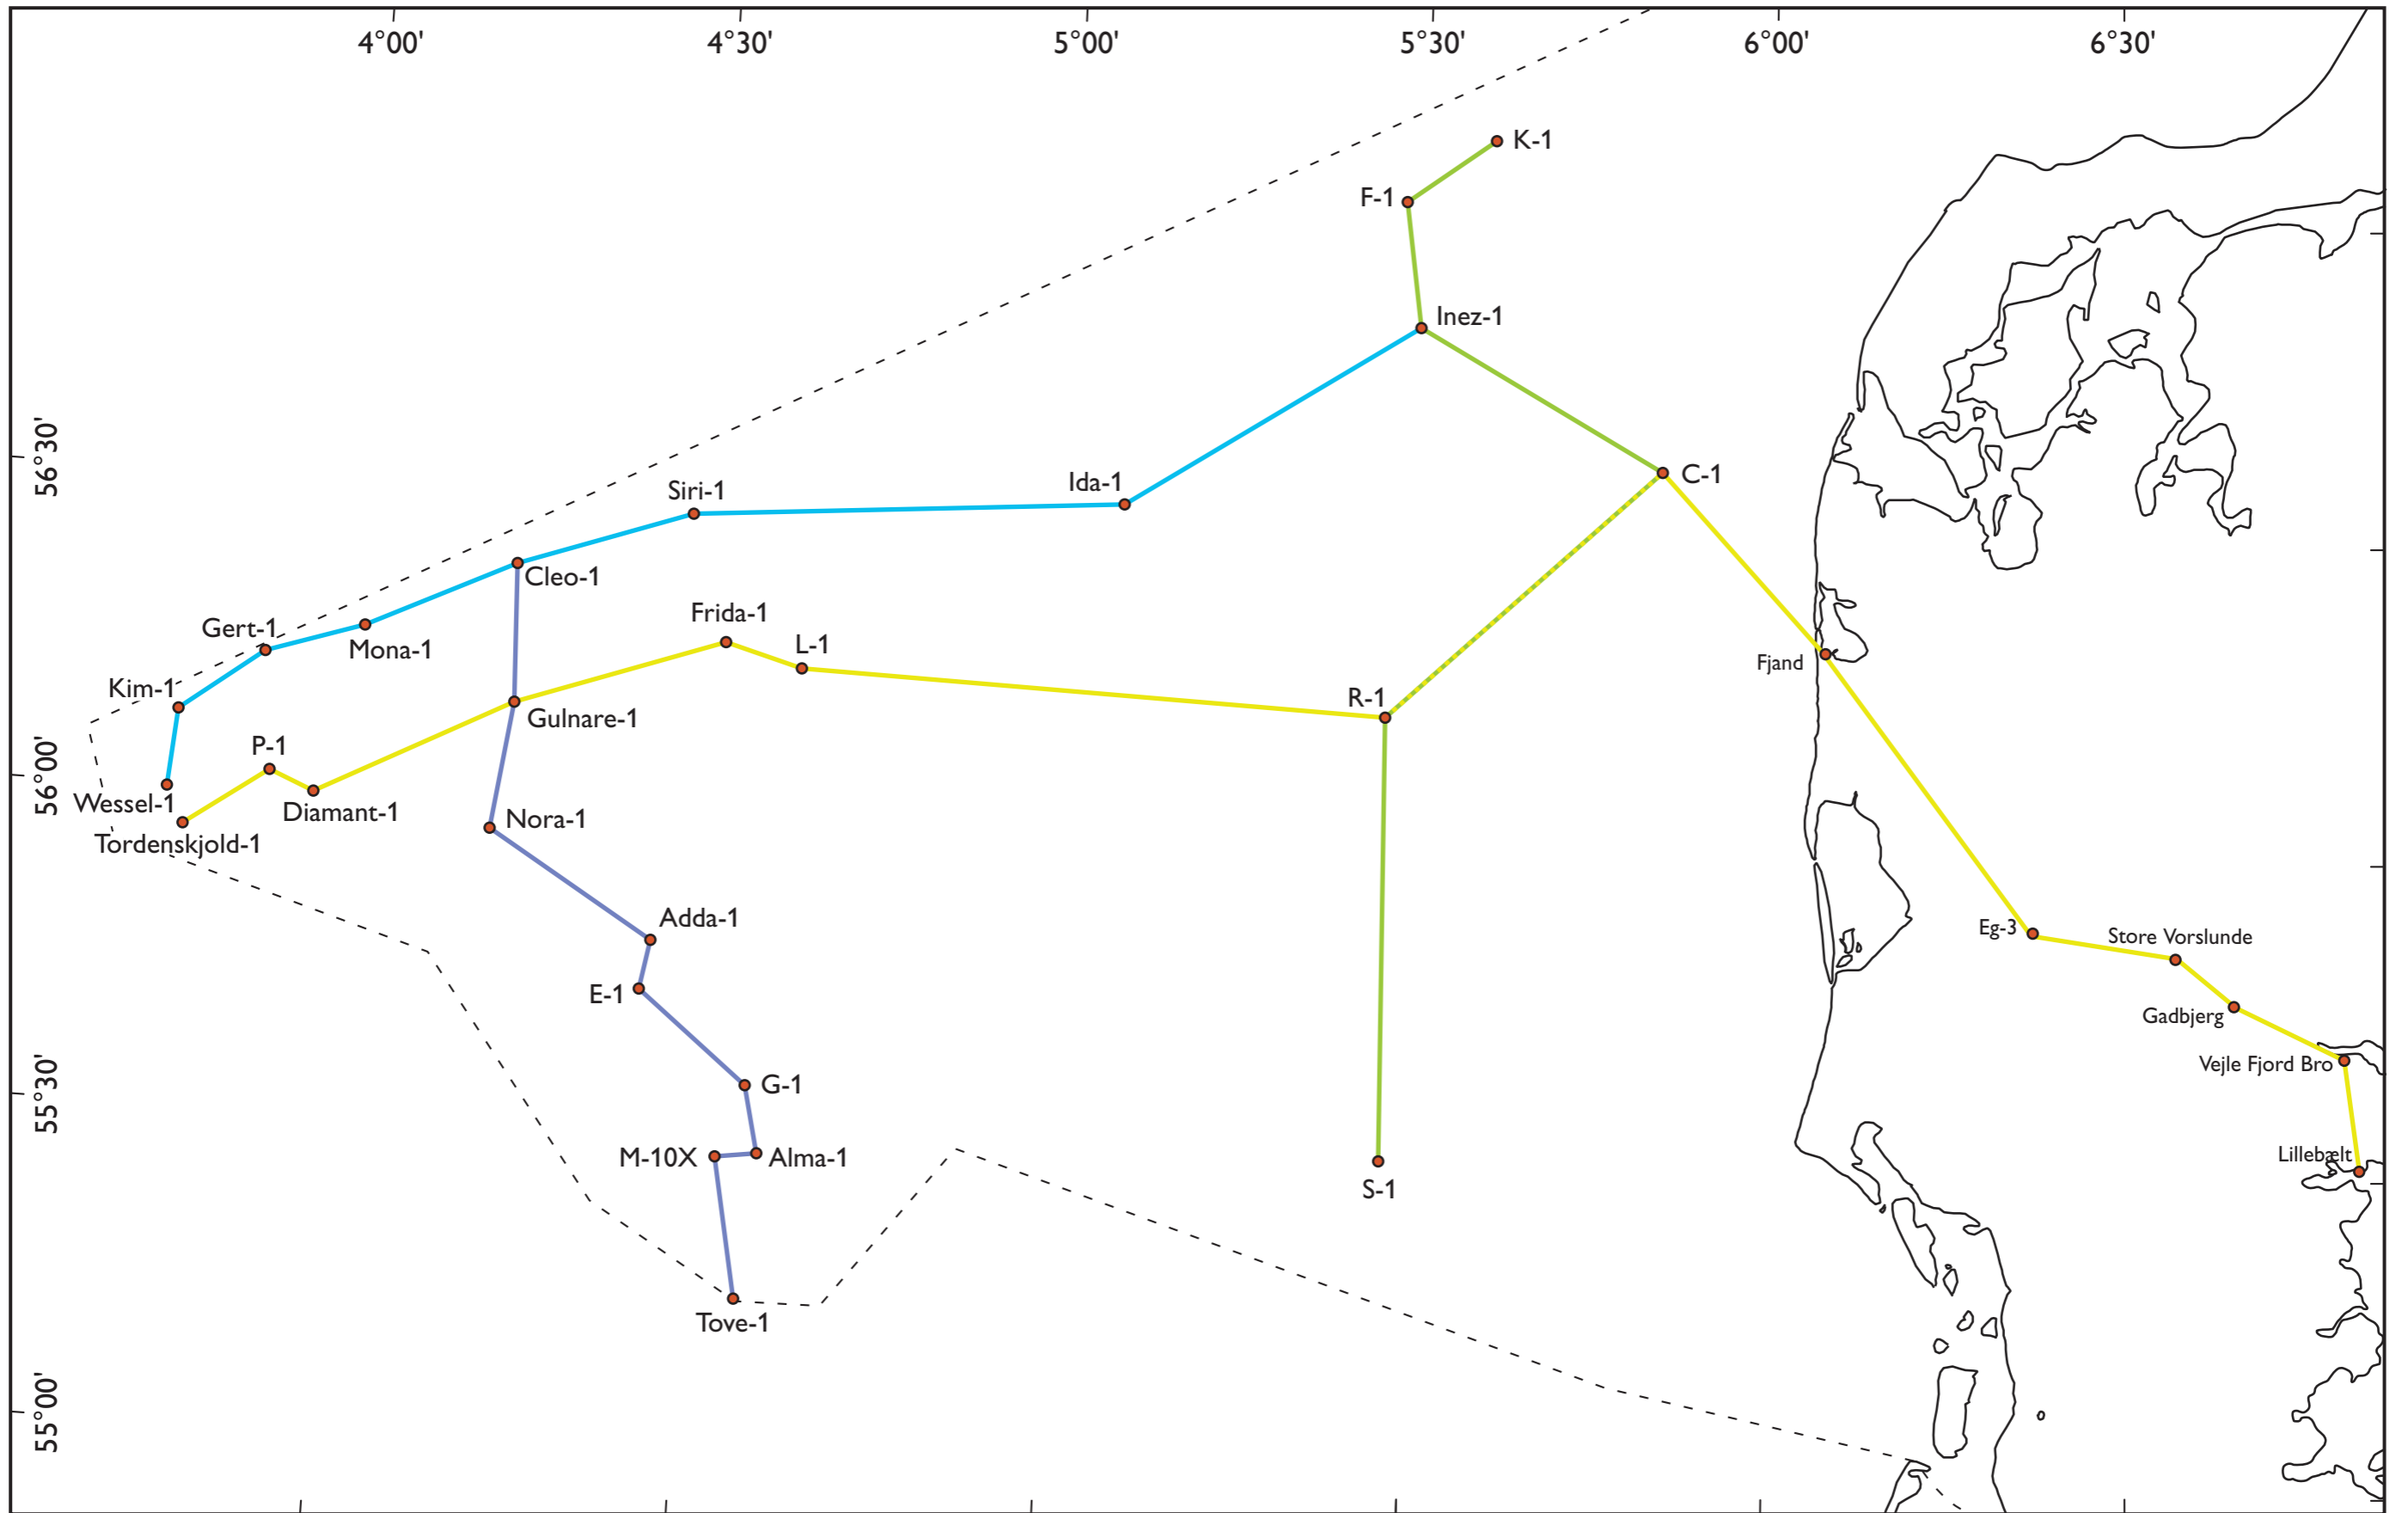 4°00'
4°30'
5°00'
5°30'
6°00'
6°30'
K-1
F-1
Inez-1
56°30'
C-1
Ida-1
Siri-1
Cleo-1
Frida-1
Gert-1
Mona-1
L-1
Fjand
Kim-1
R-1
Gulnare-1
P-1
56°00'
Wessel-1
Diamant-1
Nora-1
Tordenskjold-1
Adda-1
Eg-3
Store Vorslunde
E-1
Gadbjerg
Vejle Fjord Bro
G-1
55°30'
M-10X
Alma-1
Lillebælt
S-1
Tove-1
55°00'